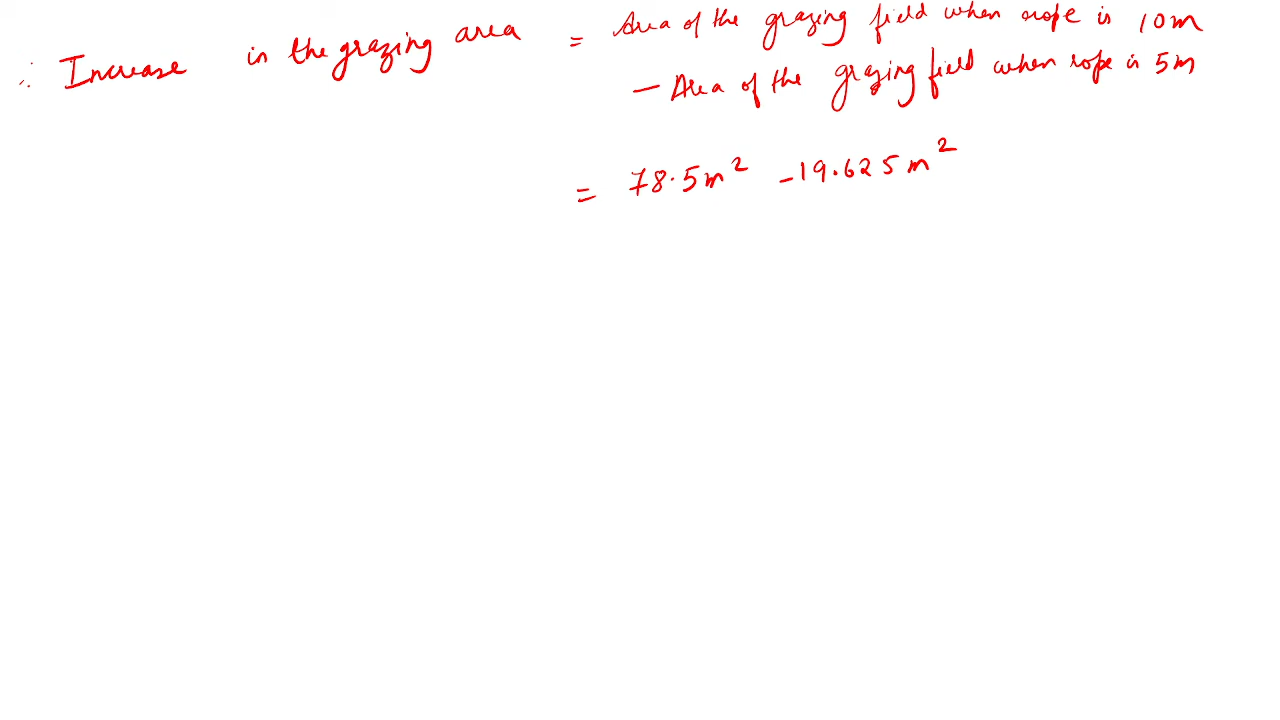 ∴ Increase in the grazing area = Area of the grazing field when rope is 10m
– Area of the grazing field when rope is 5m
= 78.5m² – 19.625m²